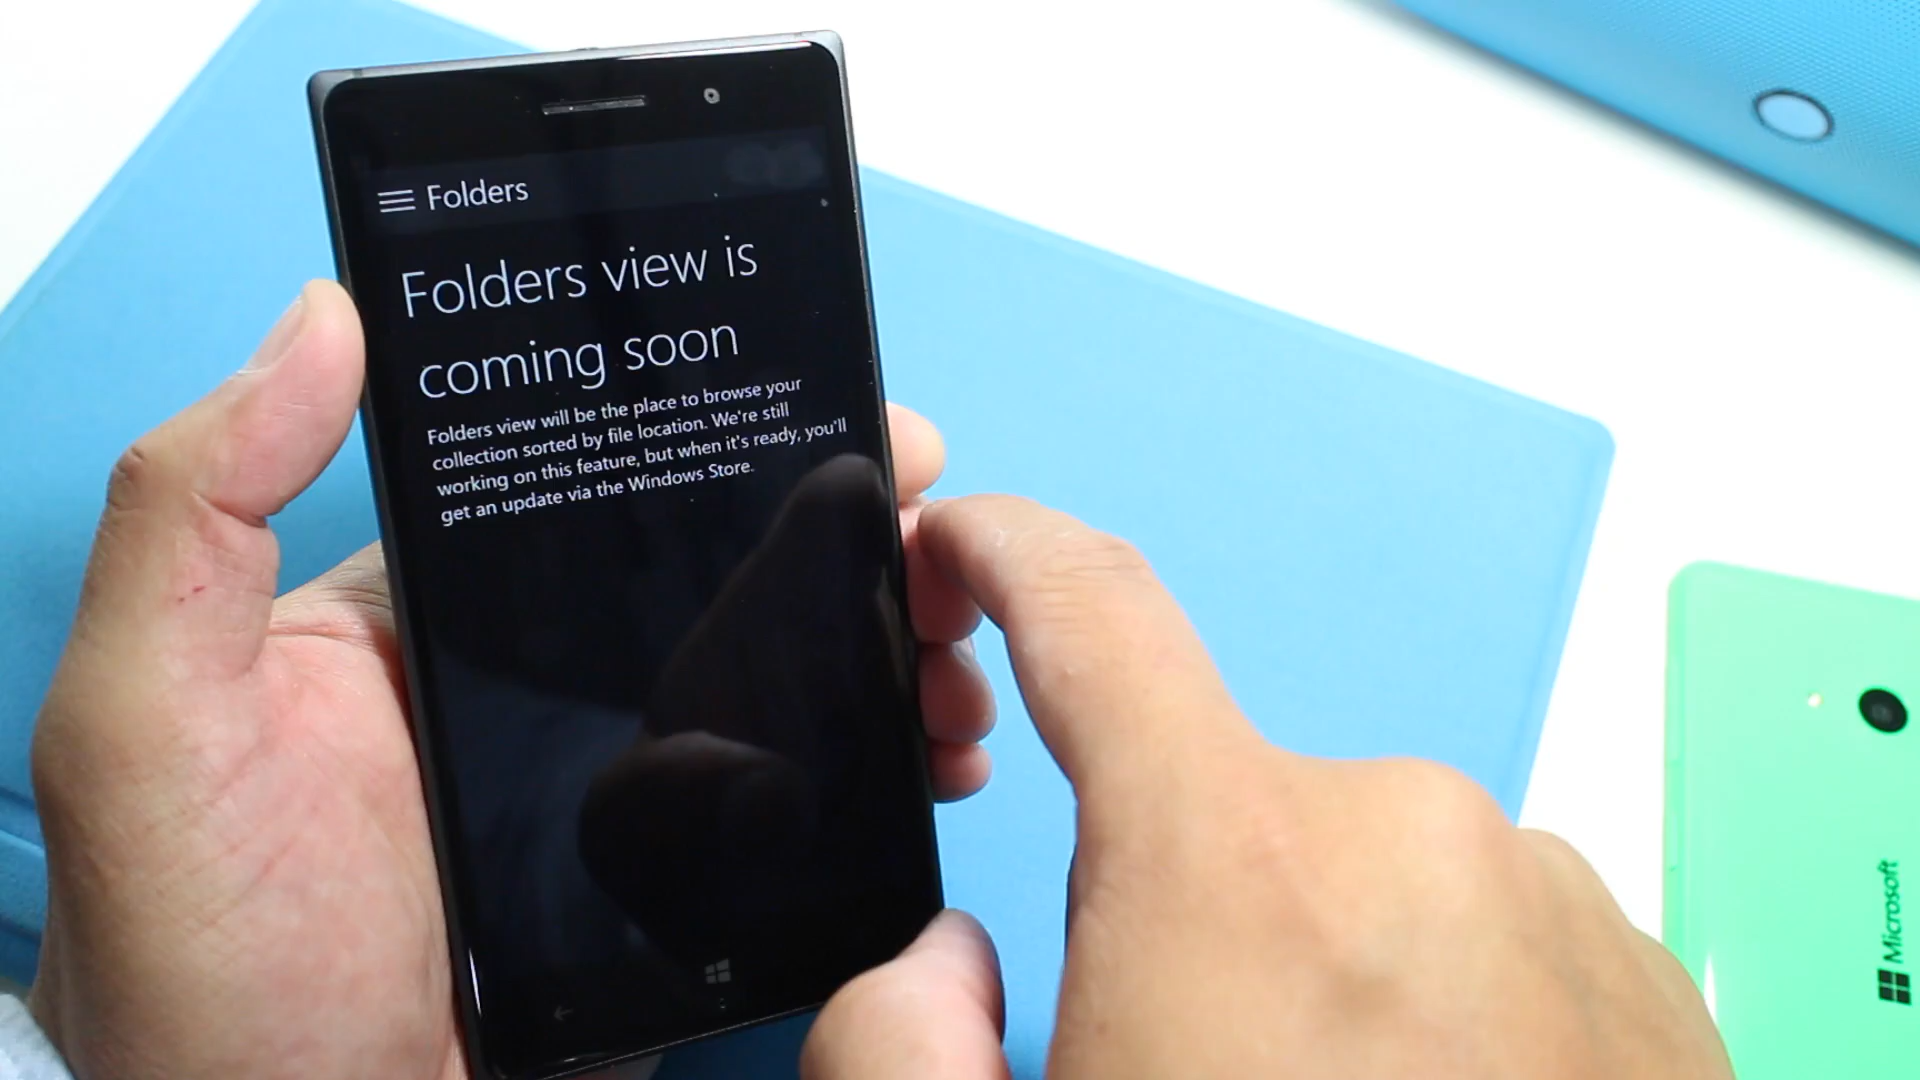 Folders
Folders view is
coming soon
Folders view will be the place to browse your
collection sorted by file location. We're still
working on this feature, but when it's ready, you'll
get an update via the Windows Store.
Microsoft